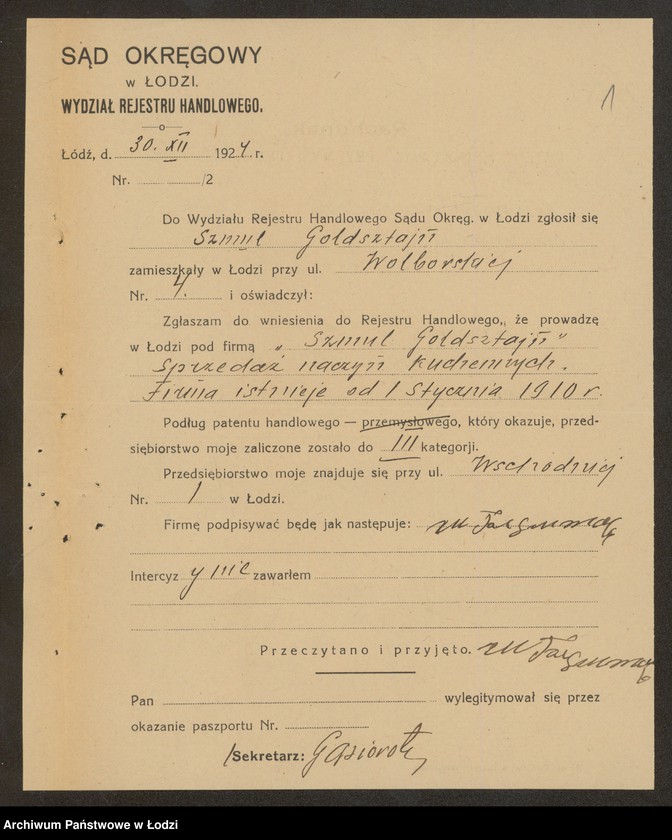 SĄD OKRĘGOWY
w ŁODZI.
WYDZIAŁ REJESTRU HANDLOWEGO.
1
Łódź, d. 30. XII 1924 r.
Nr. /2
Do Wydziału Rejestru Handlowego Sądu Okręg. w Łodzi zgłosił się
Szmul Goldsztajn
zamieszkały w Łodzi przy ul. Wolborskiej
Nr. 4. i oświadczył:
Zgłaszam do wniesienia do Rejestru Handlowego,, że prowadzę
w Łodzi pod firmą „Szmul Goldsztajn"
Sprzedaż naczyń kuchennych.
Firma istnieje od 1 Stycznia 1910 r.
Podług patentu handlowego — przemysłowego, który okazuje, przed-
siębiorstwo moje zaliczone zostało do III kategorji.
Przedsiębiorstwo moje znajduje się przy ul. Wschodniej
Nr. 1 w Łodzi.
Firmę podpisywać będę jak następuje:
Intercyzy nie zawarłem
Przeczytano i przyjęto.
Pan wylegitymował się przez
okazanie paszportu Nr.
/Sekretarz:
Archiwum Państwowe w Łodzi